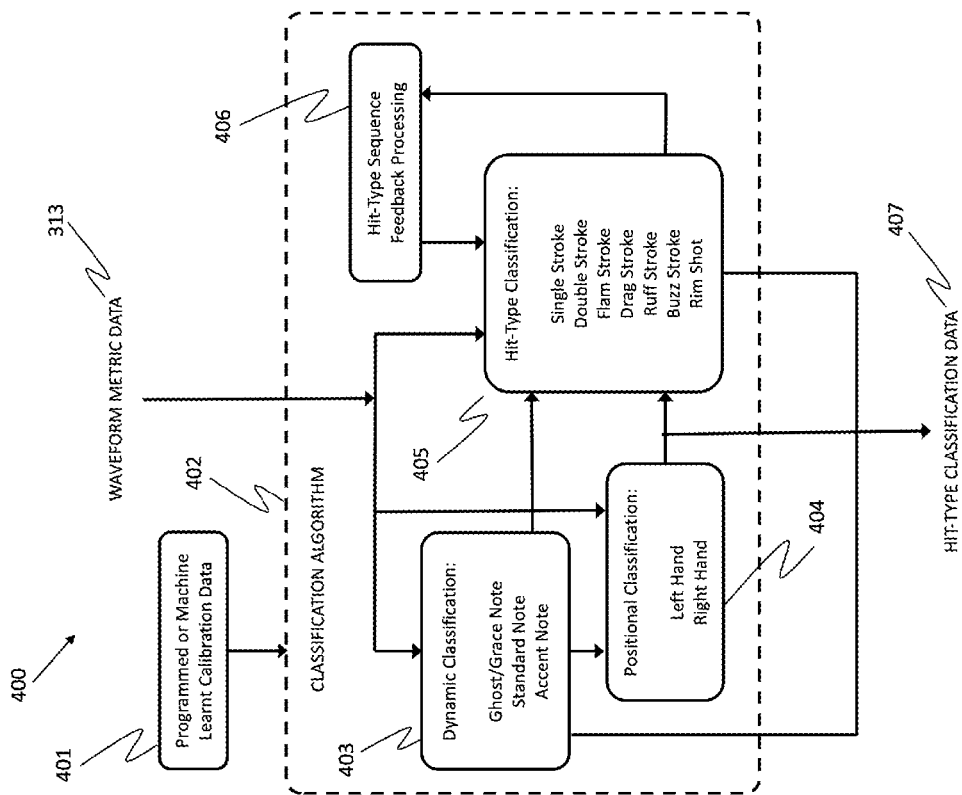 400
401
Programmed or Machine
Learnt Calibration Data
WAVEFORM METRIC DATA
313
402
CLASSIFICATION ALGORITHM
403
Dynamic Classification:
Ghost/Grace Note
Standard Note
Accent Note
Positional Classification:
Left Hand
Right Hand
404
405
Hit-Type Classification:
Single Stroke
Double Stroke
Flam Stroke
Drag Stroke
Ruff Stroke
Buzz Stroke
Rim Shot
406
Hit-Type Sequence
Feedback Processing
HIT-TYPE CLASSIFICATION DATA
407